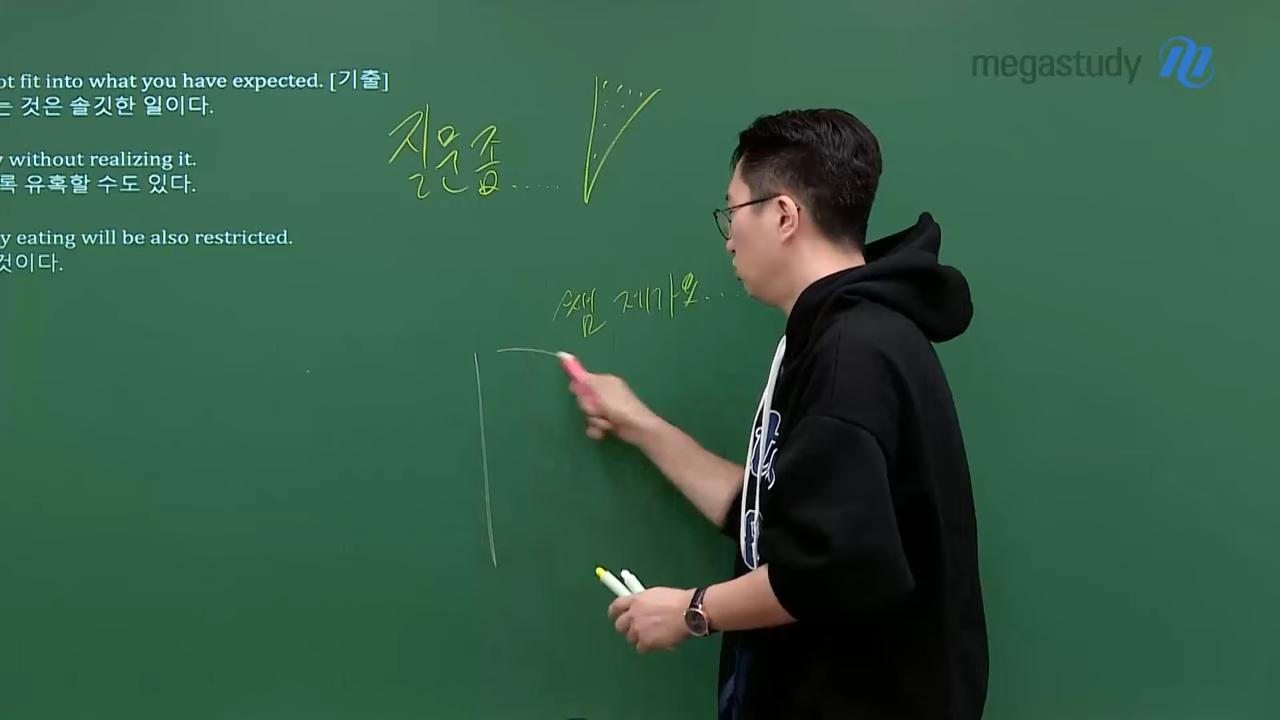 megastudy
ot fit into what you have expected. [기출]
는 것은 솔깃한 일이다.
without realizing it.
록 유혹할 수도 있다.
y eating will be also restricted.
것이다.
질문좀.....
쌤 제가요...